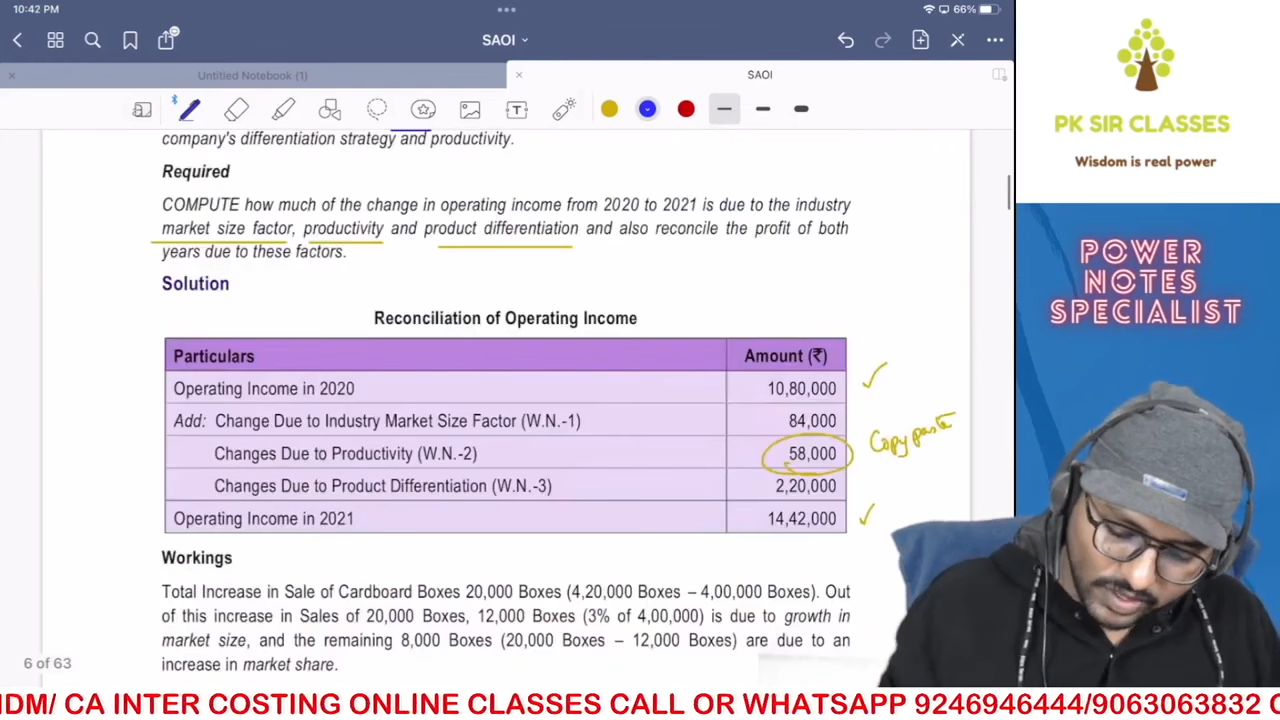 10:42 PM
66%
SAOI
Untitled Notebook (1)
SAOI
company's differentiation strategy and productivity.
Required
COMPUTE how much of the change in operating income from 2020 to 2021 is due to the industry
market size factor, productivity and product differentiation and also reconcile the profit of both
years due to these factors.
Solution
Reconciliation of Operating Income
Particulars Amount (₹)
Operating Income in 2020 10,80,000
Add: Change Due to Industry Market Size Factor (W.N.-1) 84,000
Changes Due to Productivity (W.N.-2) 58,000
Copy paste
Changes Due to Product Differentiation (W.N.-3) 2,20,000
Operating Income in 2021 14,42,000
Workings
Total Increase in Sale of Cardboard Boxes 20,000 Boxes (4,20,000 Boxes – 4,00,000 Boxes). Out
of this increase in Sales of 20,000 Boxes, 12,000 Boxes (3% of 4,00,000) is due to growth in
market size, and the remaining 8,000 Boxes (20,000 Boxes – 12,000 Boxes) are due to an
increase in market share.
6 of 63
PK SIR CLASSES
Wisdom is real power
POWER
NOTES
SPECIALIST
NDM/ CA INTER COSTING ONLINE CLASSES CALL OR WHATSAPP 9246946444/9063063832